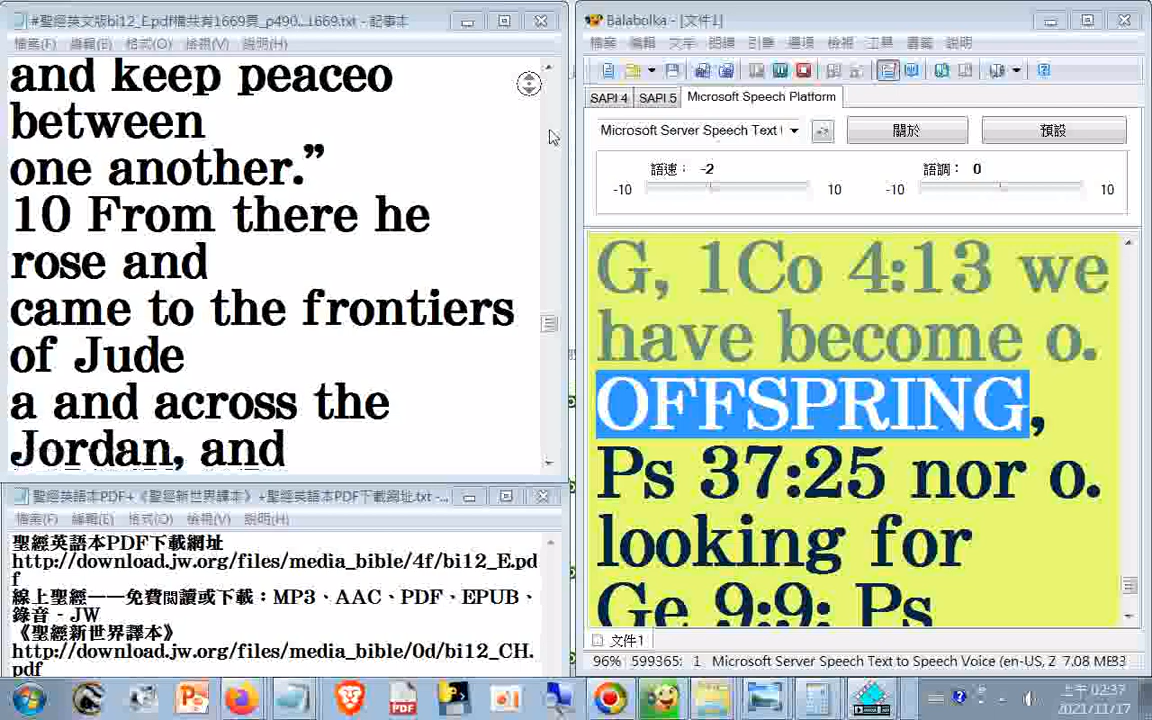 #聖經英文版bi12_E.pdf檔共有1669頁_p490...1669.txt - 記事本
檔案(F) 編輯(E) 格式(O) 檢視(V) 說明(H)
and keep peaceo
between
one another.”
10 From there he
rose and
came to the frontiers
of Jude
a and across the
Jordan, and
聖經英語本PDF+《聖經新世界譯本》+聖經英語本PDF下載網址.txt - ...
檔案(F) 編輯(E) 格式(O) 檢視(V) 說明(H)
聖經英語本PDF下載網址
http://download.jw.org/files/media_bible/4f/bi12_E.pd
f
線上聖經——免費閱讀或下載：MP3、AAC、PDF、EPUB、
錄音 - JW
《聖經新世界譯本》
http://download.jw.org/files/media_bible/0d/bi12_CH.
pdf
Balabolka - [文件1]
檔案 編輯 文字 朗讀 引擎 選項 檢視 工具 書籤 說明
SAPI 4 SAPI 5 Microsoft Speech Platform
Microsoft Server Speech Text 關於 預設
語速： -2 語調： 0
-10 10 -10 10
G, 1Co 4:13 we
have become o.
OFFSPRING,
Ps 37:25 nor o.
looking for
Ge 9:9; Ps
文件1
96% 599365: 1 Microsoft Server Speech Text to Speech Voice (en-US, Z 7.08 MB
上午 02:37
2021/11/17